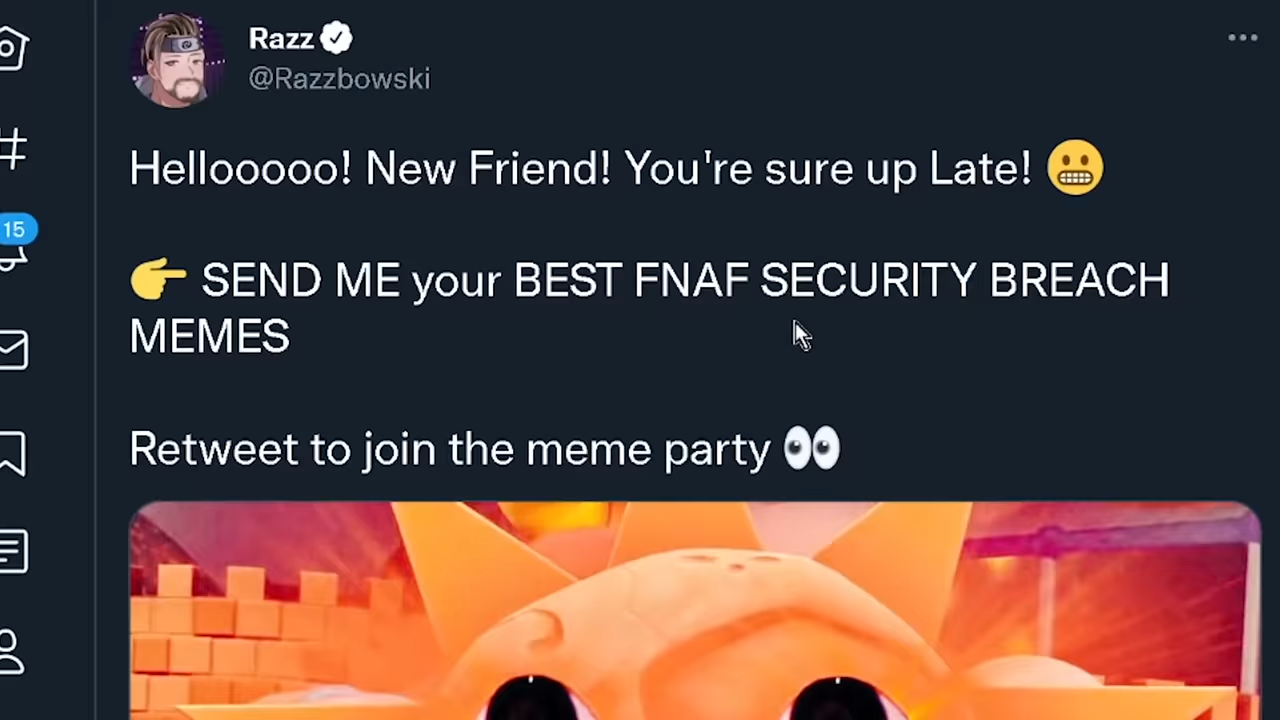 Razz
@Razzbowski
Hellooooo! New Friend! You're sure up Late! 😬
👉 SEND ME your BEST FNAF SECURITY BREACH
MEMES
Retweet to join the meme party 👀
15